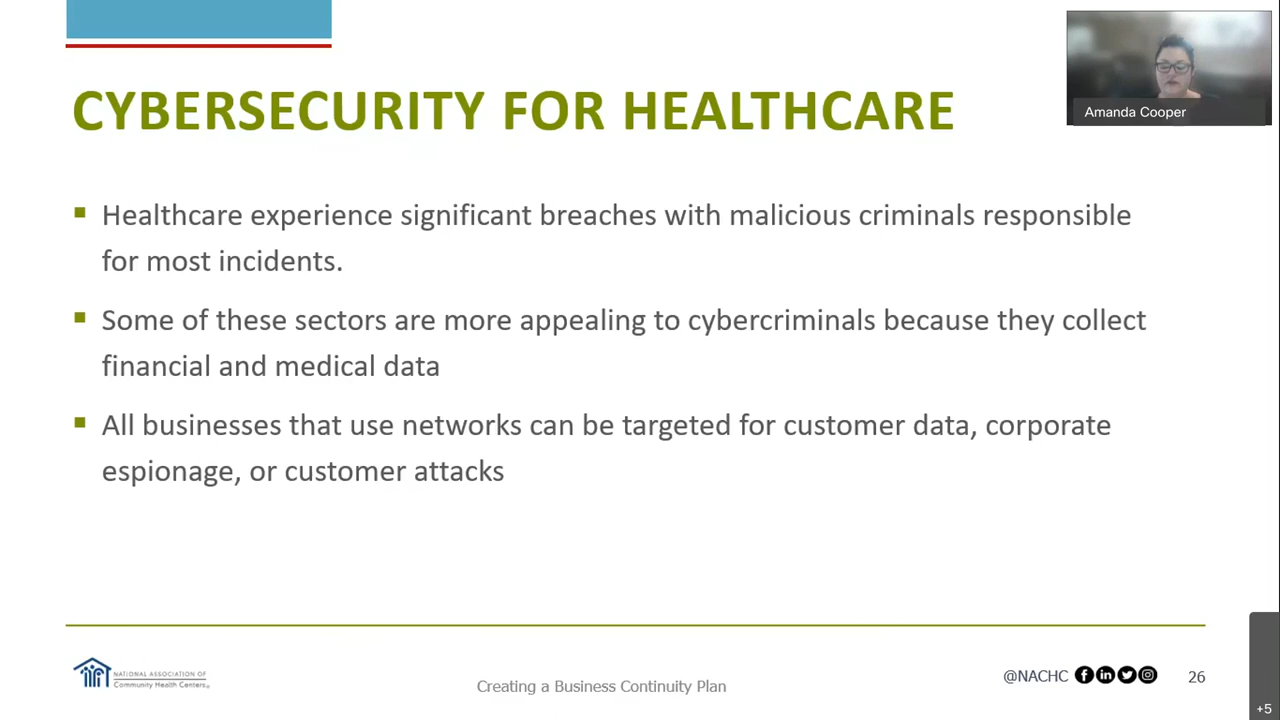 CYBERSECURITY FOR HEALTHCARE
Amanda Cooper
Healthcare experience significant breaches with malicious criminals responsible
for most incidents.
Some of these sectors are more appealing to cybercriminals because they collect
financial and medical data
All businesses that use networks can be targeted for customer data, corporate
espionage, or customer attacks
NATIONAL ASSOCIATION OF
Community Health Centers®
Creating a Business Continuity Plan
@NACHC
26
+5